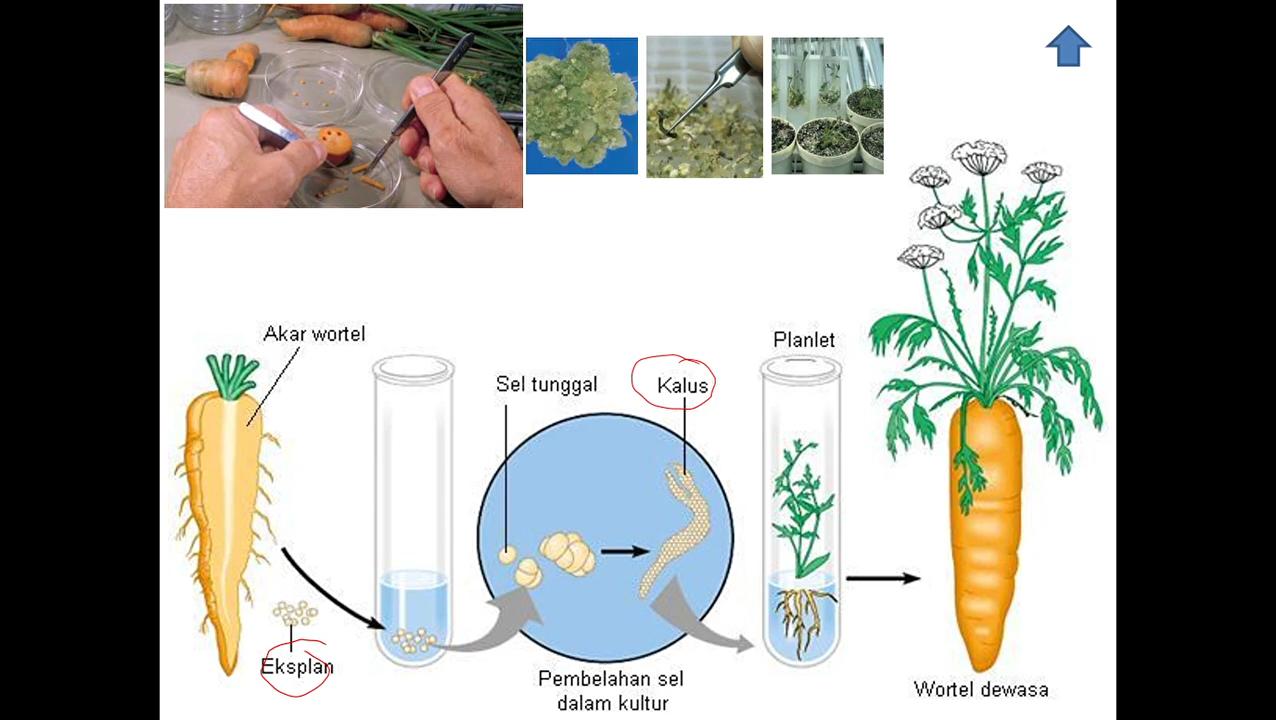 Akar wortel
Planlet
Sel tunggal
Kalus
Eksplan
Pembelahan sel
dalam kultur
Wortel dewasa